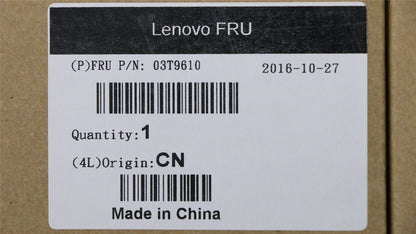 Lenovo FRU
(P)FRU P/N: 03T9610 2016-10-27
Quantity:1
(4L)Origin:CN
Made in China